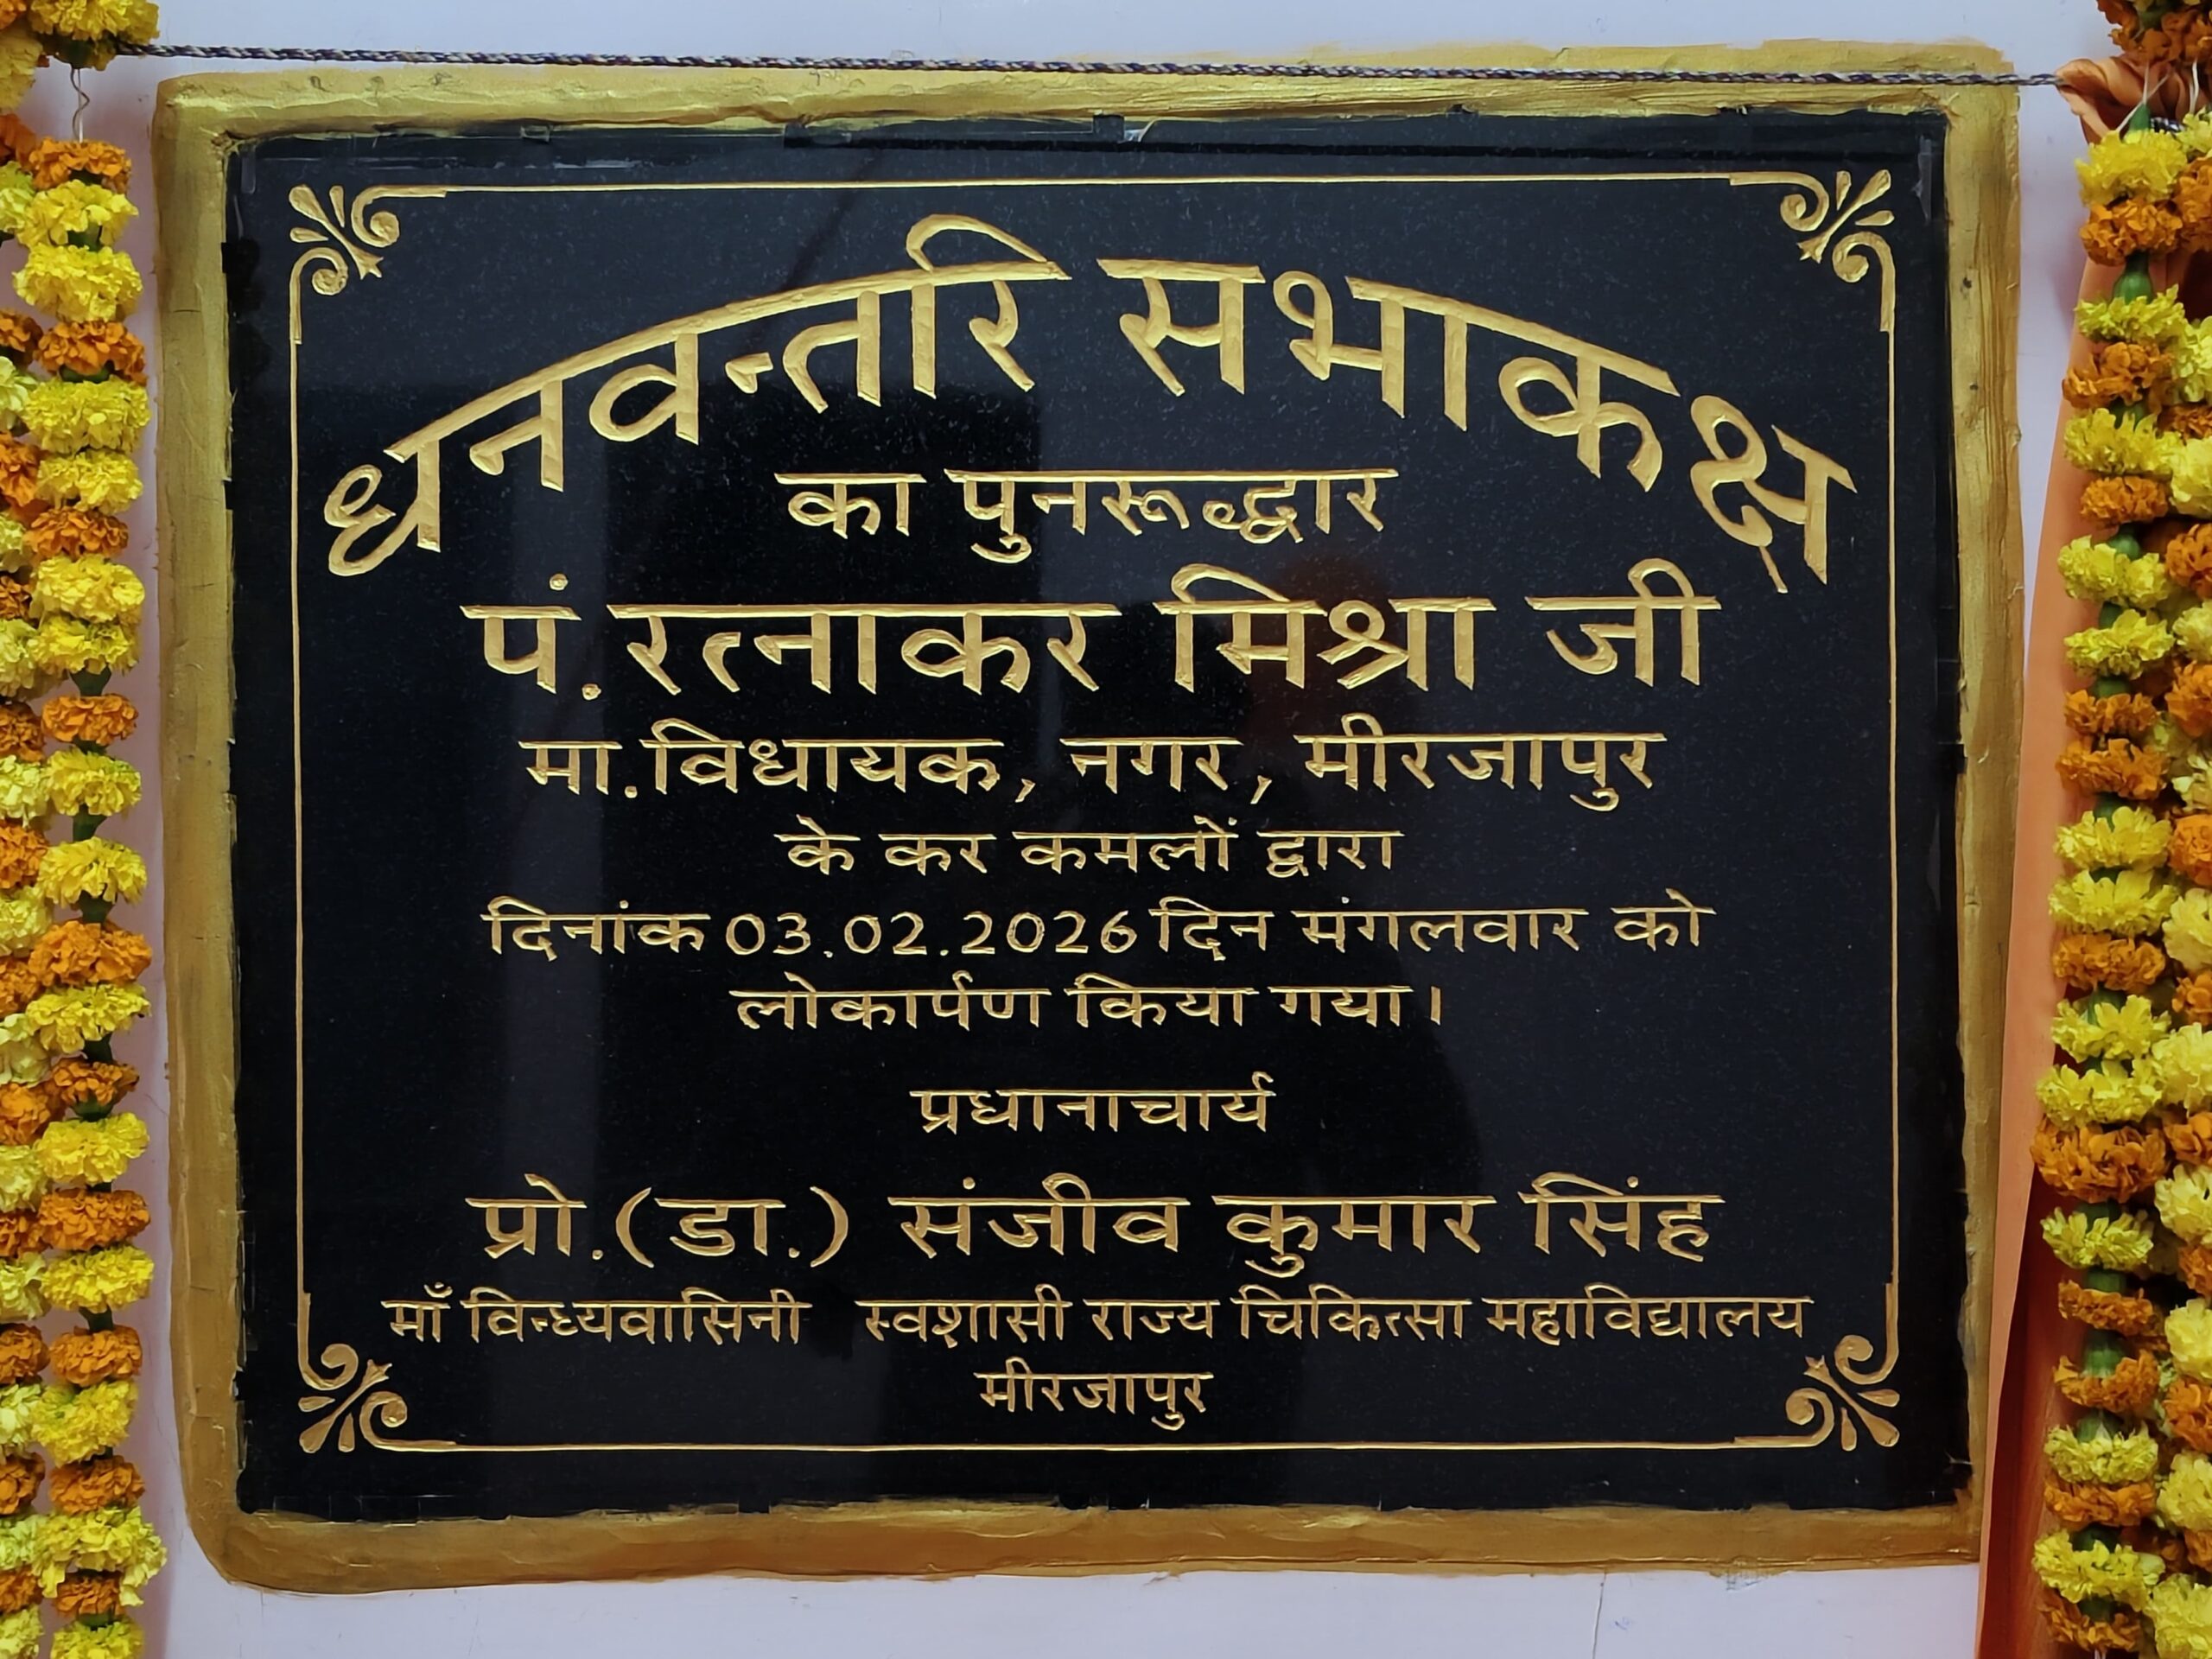 धनवन्तरि सभाकक्ष
का पुनरूद्धार
पं. रत्नाकर मिश्रा जी
मा. विधायक, नगर, मीरजापुर
के कर कमलों द्वारा
दिनांक 03.02.2026 दिन मंगलवार को
लोकार्पण किया गया।
प्रधानाचार्य
प्रो.(डा.) संजीव कुमार सिंह
माँ विन्ध्यवासिनी स्वशासी राज्य चिकित्सा महाविद्यालय
मीरजापुर